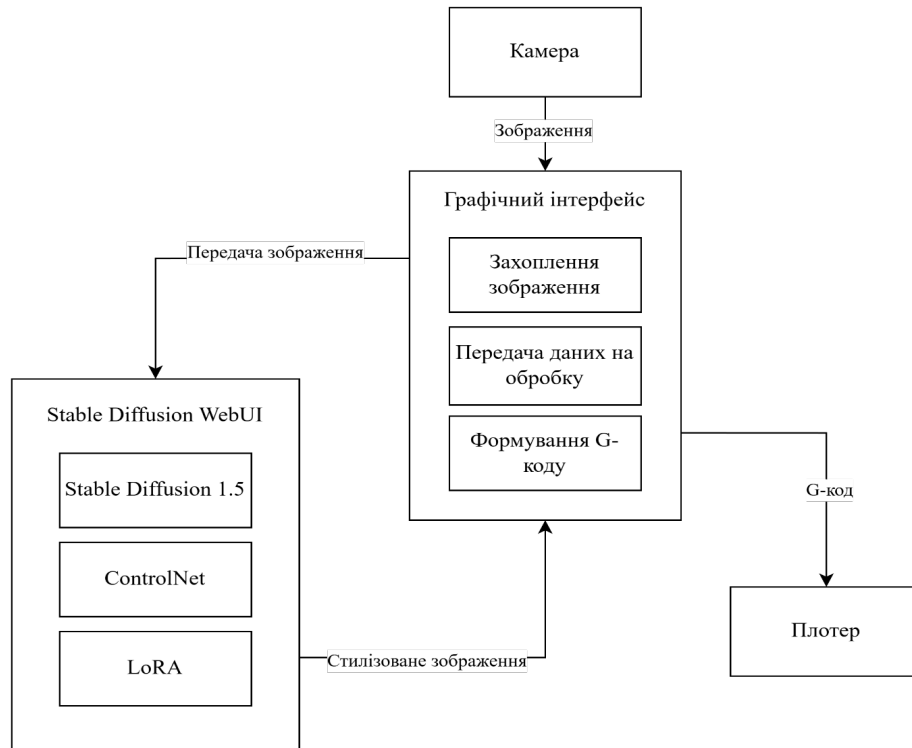 Камера
Зображення
Графічний інтерфейс
Передача зображення
Захоплення
зображення
Передача даних на
обробку
Stable Diffusion WebUI
Формування G-
коду
Stable Diffusion 1.5
G-код
ControlNet
Плотер
LoRA
Стилізоване зображення